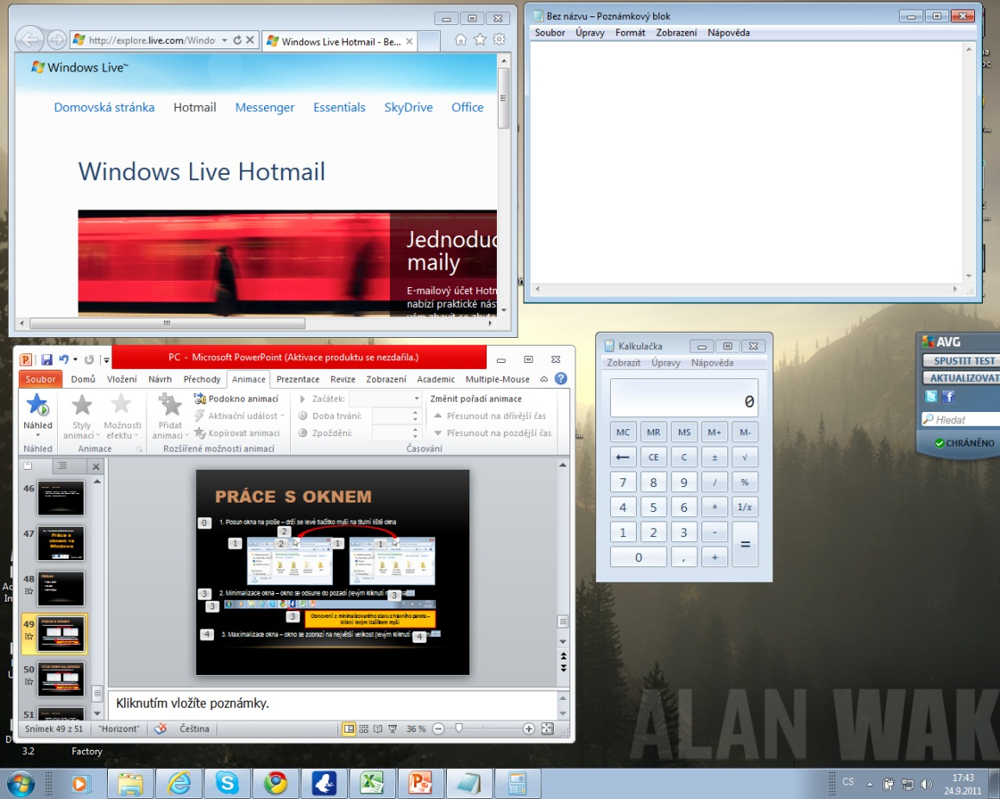 http://explore.live.com/Windo
Windows Live Hotmail - Be...
Windows Live™
Domovská stránka Hotmail Messenger Essentials SkyDrive Office
Windows Live Hotmail
Jednoduc
maily
E-mailový účet Hotn
nabízí praktické nás
Bez názvu – Poznámkový blok
Soubor Úpravy Formát Zobrazení Nápověda
PC - Microsoft PowerPoint (Aktivace produktu se nezdařila.)
Soubor Domů Vložení Návrh Přechody Animace Prezentace Revize Zobrazení Academic Multiple-Mouse
Náhled
Styly animací
Možnosti efektu
Přidat animaci
Podokno animací
Aktivační událost
Kopírovat animaci
Začátek:
Doba trvání:
Zpoždění:
Změnit pořadí animace
Přesunout na dřívější čas
Přesunout na pozdější čas
Náhled Animace Rozšířené možnosti animací Časování
46
47
Práce s
oknem ve
Windows
48
49
50
51
PRÁCE S OKNEM
0 1. Posun okna na ploše – drží se levé tlačítko myši na titulní liště okna
2
1 2 1 1
3 2. Minimalizace okna – okno se odsune do pozadí (levým kliknutí 3
3
3 Obnovení z minimalizovaného stavu z hlavního panelu –
klikni levým tlačítkem myši
4 3. Maximalizace okna – okno se zobrazí na největší velikost (levým kliknutí 4
Kliknutím vložíte poznámky.
Snímek 49 z 51 "Horizont" Čeština 36 %
Kalkulačka
Zobrazit Úpravy Nápověda
0
MC MR MS M+ M-
← CE C ± √
7 8 9 / %
4 5 6 * 1/x
1 2 3 - =
0 , +
AVG
SPUSTIT TEST
AKTUALIZOVAT
Hledat
CHRÁNĚNO
ALAN WAK
3.2 Factory
CS 17:43
24.9.2011